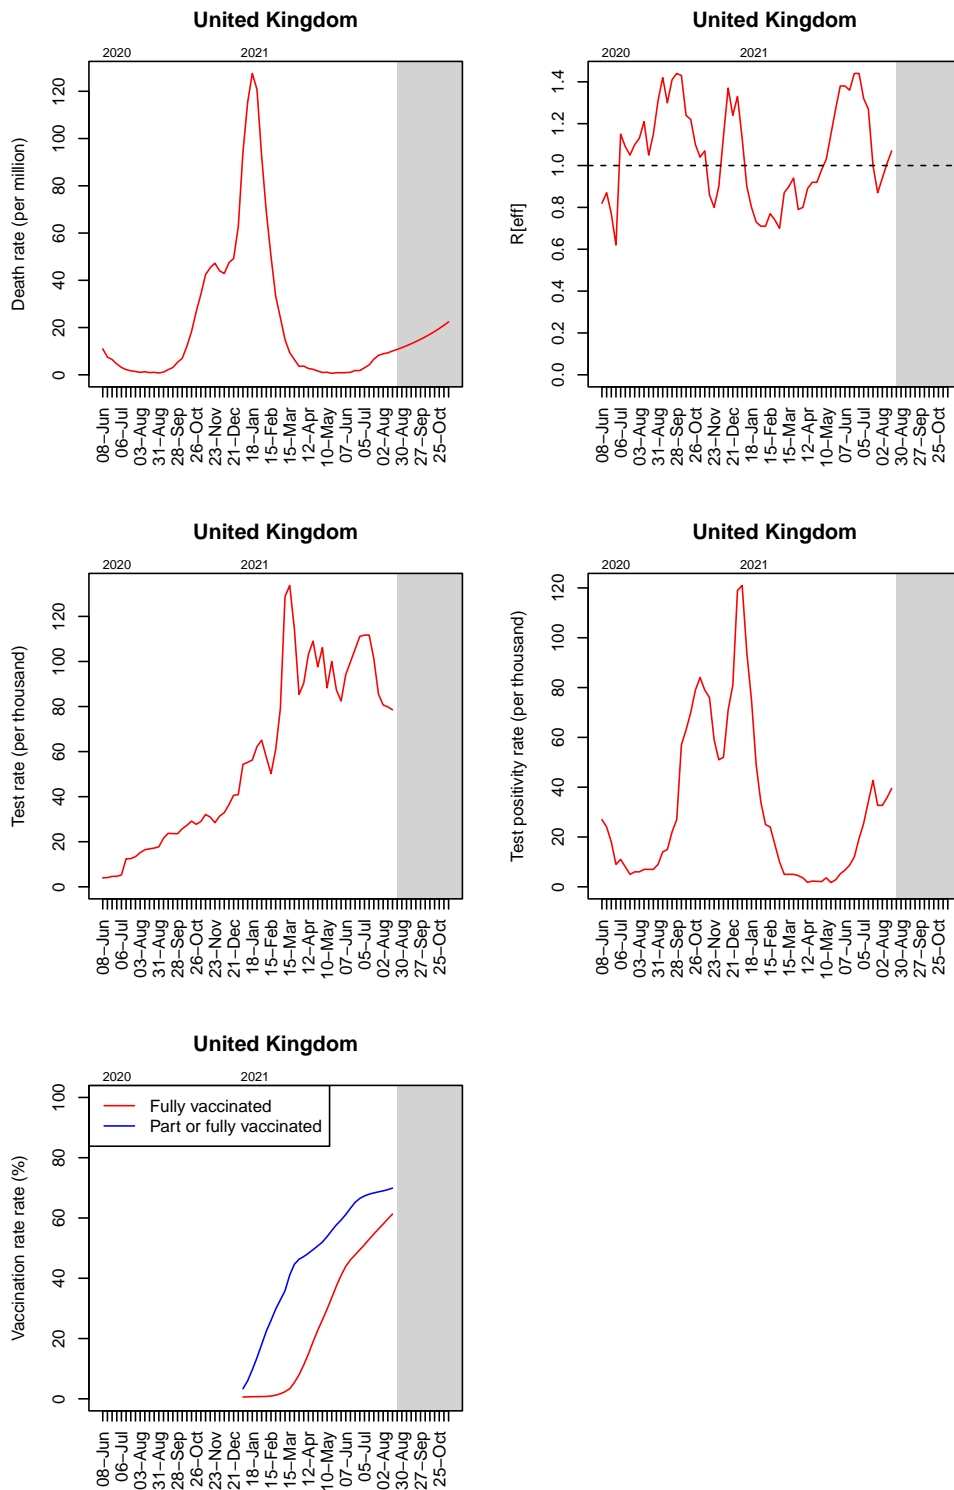 United Kingdom
2020 2021
Death rate (per million)
0 20 40 60 80 100 120
08−Jun 06−Jul 03−Aug 31−Aug 28−Sep 26−Oct 23−Nov 21−Dec 18−Jan 15−Feb 15−Mar 12−Apr 10−May 07−Jun 05−Jul 02−Aug 30−Aug 27−Sep 25−Oct
United Kingdom
2020 2021
R[eff]
0.0 0.2 0.4 0.6 0.8 1.0 1.2 1.4
08−Jun 06−Jul 03−Aug 31−Aug 28−Sep 26−Oct 23−Nov 21−Dec 18−Jan 15−Feb 15−Mar 12−Apr 10−May 07−Jun 05−Jul 02−Aug 30−Aug 27−Sep 25−Oct
United Kingdom
2020 2021
Test rate (per thousand)
0 20 40 60 80 100 120
08−Jun 06−Jul 03−Aug 31−Aug 28−Sep 26−Oct 23−Nov 21−Dec 18−Jan 15−Feb 15−Mar 12−Apr 10−May 07−Jun 05−Jul 02−Aug 30−Aug 27−Sep 25−Oct
United Kingdom
2020 2021
Test positivity rate (per thousand)
0 20 40 60 80 100 120
08−Jun 06−Jul 03−Aug 31−Aug 28−Sep 26−Oct 23−Nov 21−Dec 18−Jan 15−Feb 15−Mar 12−Apr 10−May 07−Jun 05−Jul 02−Aug 30−Aug 27−Sep 25−Oct
United Kingdom
2020 2021
Vaccination rate rate (%)
0 20 40 60 80 100
Fully vaccinated
Part or fully vaccinated
08−Jun 06−Jul 03−Aug 31−Aug 28−Sep 26−Oct 23−Nov 21−Dec 18−Jan 15−Feb 15−Mar 12−Apr 10−May 07−Jun 05−Jul 02−Aug 30−Aug 27−Sep 25−Oct